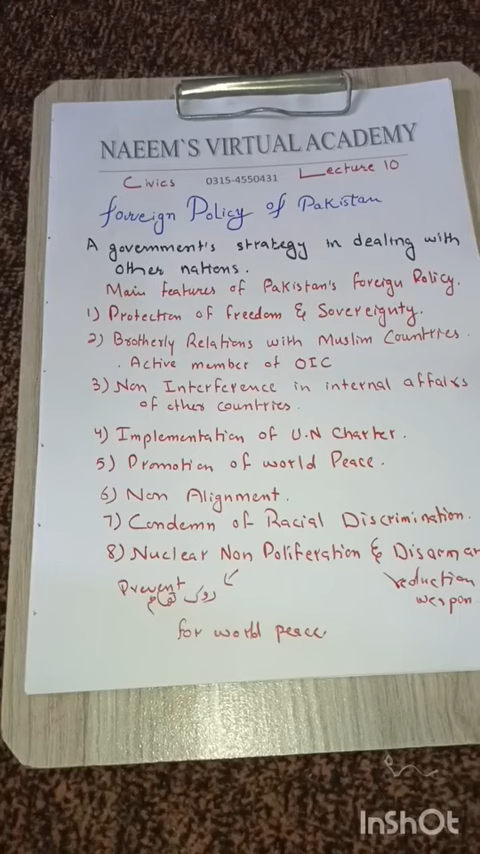 NAEEM`S VIRTUAL ACADEMY
Civics 0315-4550431 Lecture 10
Foreign Policy of Pakistan
A government's strategy in dealing with
other nations.
Main features of Pakistan's Foreign Policy.
1) Protection of freedom & Sovereignty.
2) Brotherly Relations with Muslim Countries.
. Active member of OIC
3) Non Interference in internal affairs
of other countries.
4) Implementation of U.N Charter.
5) Promotion of world Peace.
6) Non Alignment.
7) Condemn of Racial Discrimination.
8) Nuclear Non Poliferation & Disarmar
Prevent روک تھام reduction
weapon
for world peace
InShOt